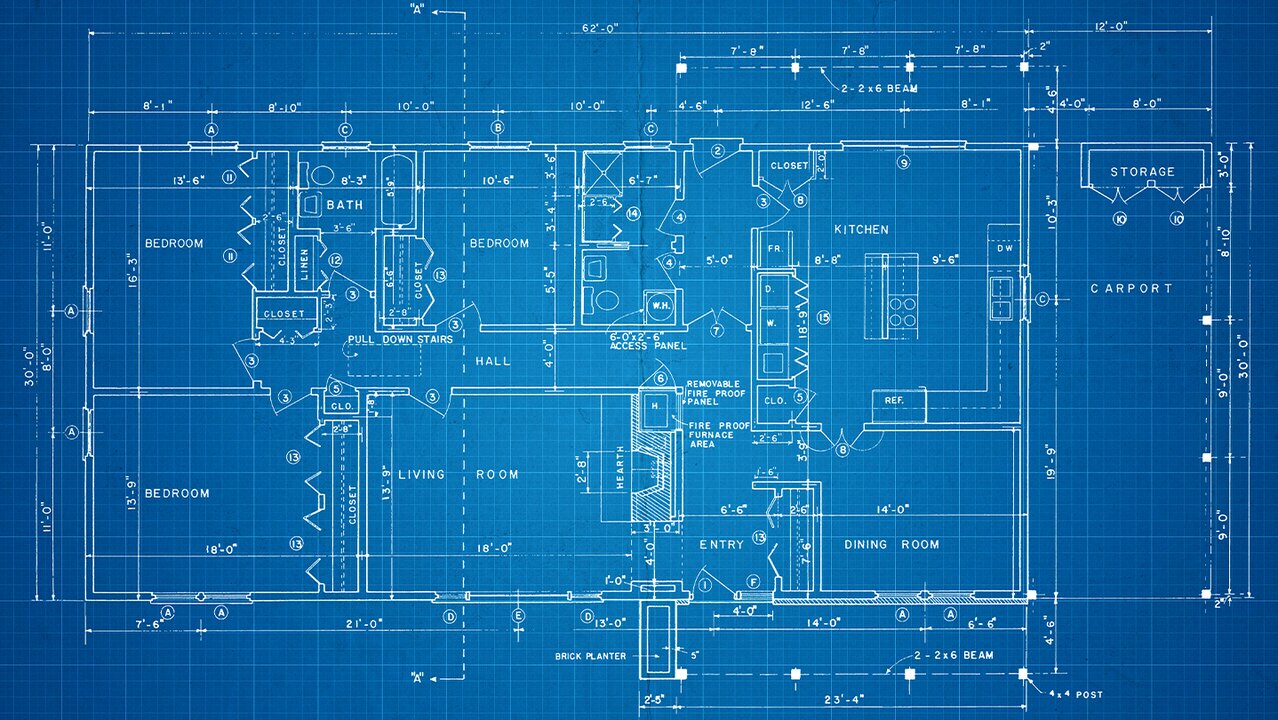 "A"
62'-0"
12'-0"
7'-8"
7'-8"
7'-8"
2"
2-2x6 BEAM
4'-6"
8'-1"
8'-10"
10'-0"
10'-0"
4'-6"
12'-6"
8'-1"
4'-0"
8'-0"
A
C
B
C
2
9
13'-6"
11
8'-3"
BATH
10'-6"
3'-6"
6'-7"
CLOSET
2'-0"
STORAGE
3'-0"
2'-6"
14
3
8
10
10
11'-0"
BEDROOM
2'-6"
CLOSET
3'-6"
BEDROOM
3'-4"
4
KITCHEN
10'-3"
8'-10"
16'-3"
11
LINEN
12
6'-6"
CLOSET
13
5'-5"
4
5'-0"
FR.
8'-8"
9'-6"
DW
3
D.
C
CARPORT
A
CLOSET
2'-3"
2'-8"
W.H.
W.
18'-9"
15
4'-3"
3
7
30'-0"
8'-0"
PULL DOWN STAIRS
6'-0"x2'-6"
ACCESS PANEL
30'-0"
3
HALL
4'-0"
6
REMOVABLE
FIRE PROOF
PANEL
9'-0"
3
5
CLO
1'-8"
3
H.
CLO.
5
REF.
A
2'-8"
FIRE PROOF
FURNACE
AREA
2'-6"
3'-9"
8
13
LIVING ROOM
2'-8"
HEARTH
1'-6"
19'-9"
BEDROOM
13'-9"
CLOSET
13'-9"
11'-0"
3'-0"
6'-6"
2'-6
14'-0"
9'-0"
13
18'-0"
18'-0"
4'-0"
ENTRY
13
7'-6"
DINING ROOM
1'-0"
1
F
2"
A
A
D
E
D
4'-0"
A
A
7'-6"
21'-0"
13'-0"
14'-0"
6'-6"
4'-6"
BRICK PLANTER
5"
2-2x6 BEAM
"A"
4x4 POST
2'-5"
23'-4"